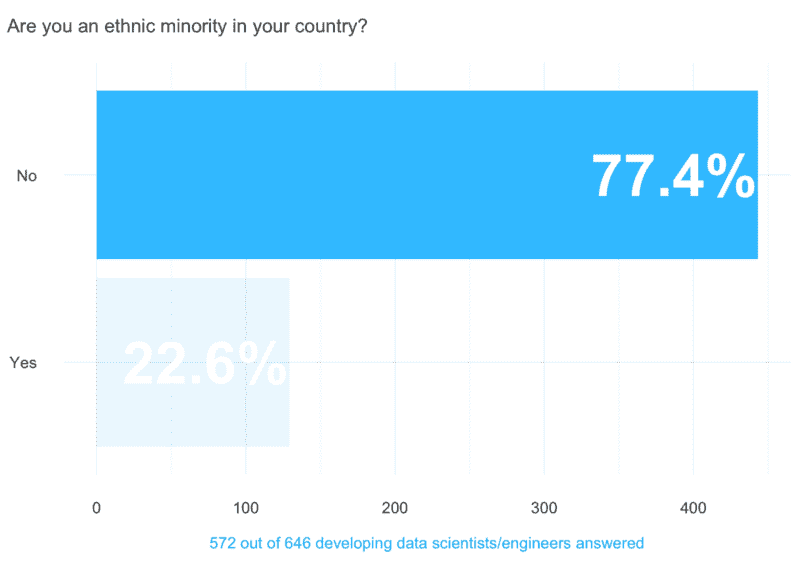 Are you an ethnic minority in your country?
No
77.4%
Yes
22.6%
0 100 200 300 400
572 out of 646 developing data scientists/engineers answered